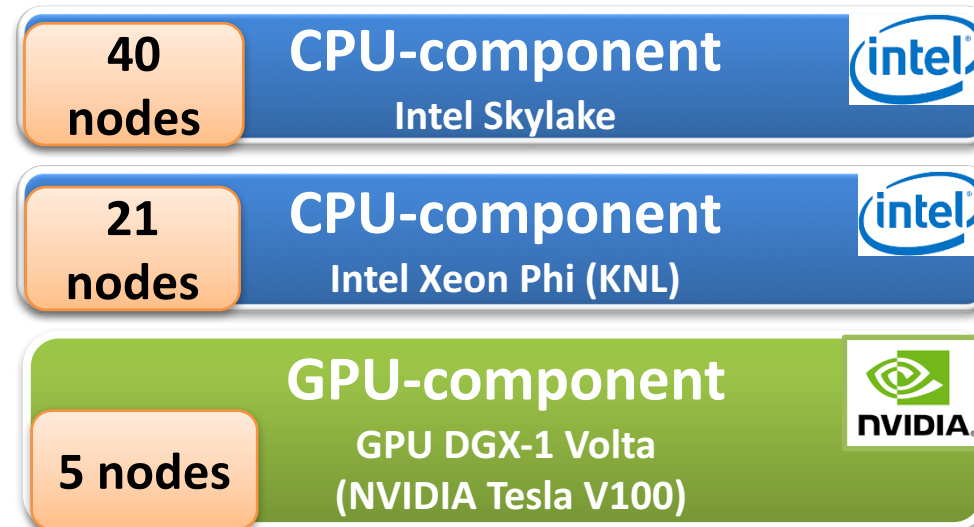 40
nodes
CPU-component
Intel Skylake
intel®
21
nodes
CPU-component
Intel Xeon Phi (KNL)
intel®
GPU-component
5 nodes
GPU DGX-1 Volta
(NVIDIA Tesla V100)
NVIDIA.